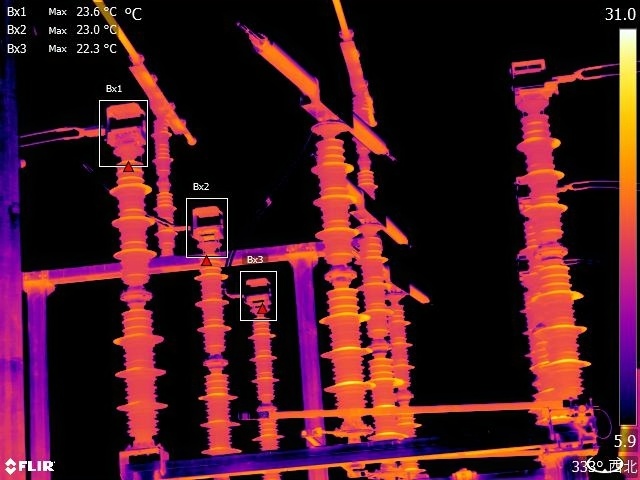 Bx1 Max 23.6 °C °C
Bx2 Max 23.0 °C
Bx3 Max 22.3 °C
31.0
Bx1
Bx2
Bx3
5.9
FLIR
333° 西北